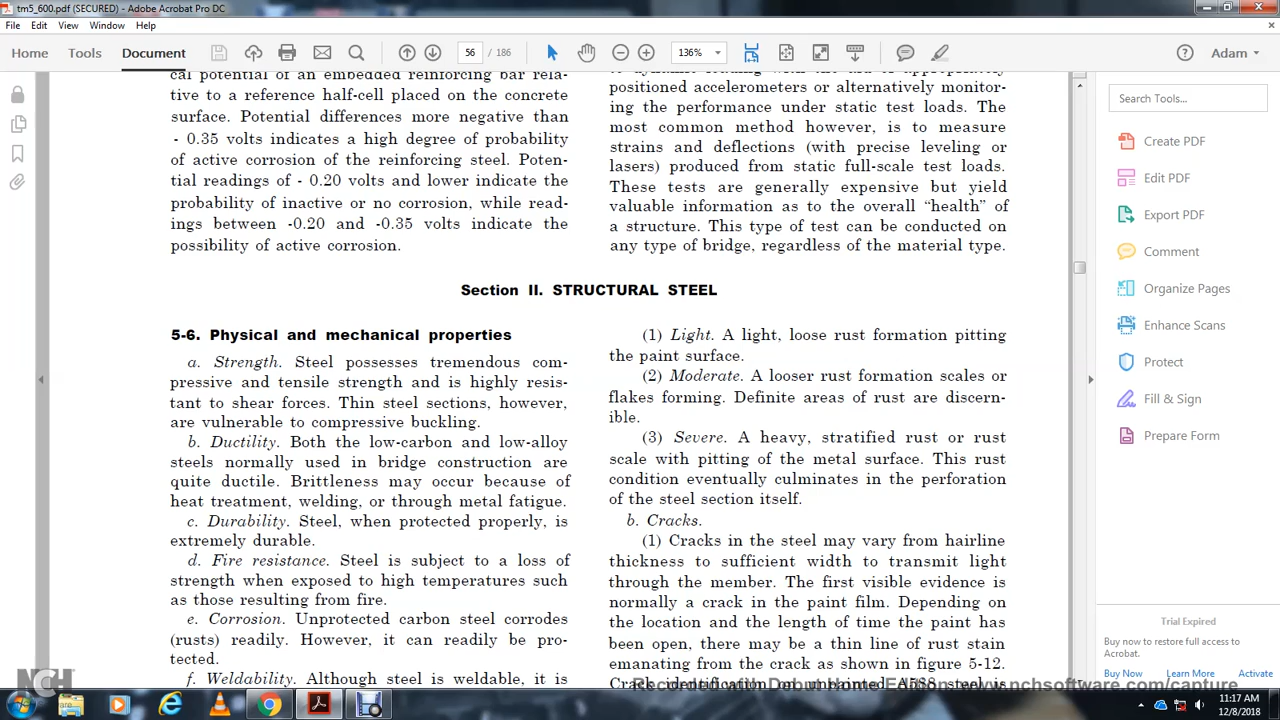 tm5_600.pdf (SECURED) - Adobe Acrobat Pro DC
File Edit View Window Help
Home Tools Document 56 / 186 136% Adam
cal potential of an embedded reinforcing bar rela-
tive to a reference half-cell placed on the concrete
surface. Potential differences more negative than
- 0.35 volts indicates a high degree of probability
of active corrosion of the reinforcing steel. Poten-
tial readings of - 0.20 volts and lower indicate the
probability of inactive or no corrosion, while read-
ings between -0.20 and -0.35 volts indicate the
possibility of active corrosion.
to dynamic loading with the aid of appropriately
positioned accelerometers or alternatively monitor-
ing the performance under static test loads. The
most common method however, is to measure
strains and deflections (with precise leveling or
lasers) produced from static full-scale test loads.
These tests are generally expensive but yield
valuable information as to the overall “health” of
a structure. This type of test can be conducted on
any type of bridge, regardless of the material type.
Section II. STRUCTURAL STEEL
5-6. Physical and mechanical properties
a. Strength. Steel possesses tremendous com-
pressive and tensile strength and is highly resis-
tant to shear forces. Thin steel sections, however,
are vulnerable to compressive buckling.
b. Ductility. Both the low-carbon and low-alloy
steels normally used in bridge construction are
quite ductile. Brittleness may occur because of
heat treatment, welding, or through metal fatigue.
c. Durability. Steel, when protected properly, is
extremely durable.
d. Fire resistance. Steel is subject to a loss of
strength when exposed to high temperatures such
as those resulting from fire.
e. Corrosion. Unprotected carbon steel corrodes
(rusts) readily. However, it can readily be pro-
tected.
f. Weldability. Although steel is weldable, it is
(1) Light. A light, loose rust formation pitting
the paint surface.
(2) Moderate. A looser rust formation scales or
flakes forming. Definite areas of rust are discern-
ible.
(3) Severe. A heavy, stratified rust or rust
scale with pitting of the metal surface. This rust
condition eventually culminates in the perforation
of the steel section itself.
b. Cracks.
(1) Cracks in the steel may vary from hairline
thickness to sufficient width to transmit light
through the member. The first visible evidence is
normally a crack in the paint film. Depending on
the location and the length of time the paint has
been open, there may be a thin line of rust stain
emanating from the crack as shown in figure 5-12.
Crack identification on unpainted A588 steel is
Search Tools...
Create PDF
Edit PDF
Export PDF
Comment
Organize Pages
Enhance Scans
Protect
Fill & Sign
Prepare Form
Trial Expired
Buy now to restore full access to
Acrobat.
Buy Now Learn More Activate
NCH
Recorded with Debut Home Edition. www.nchsoftware.com/capture
11:17 AM
12/8/2018